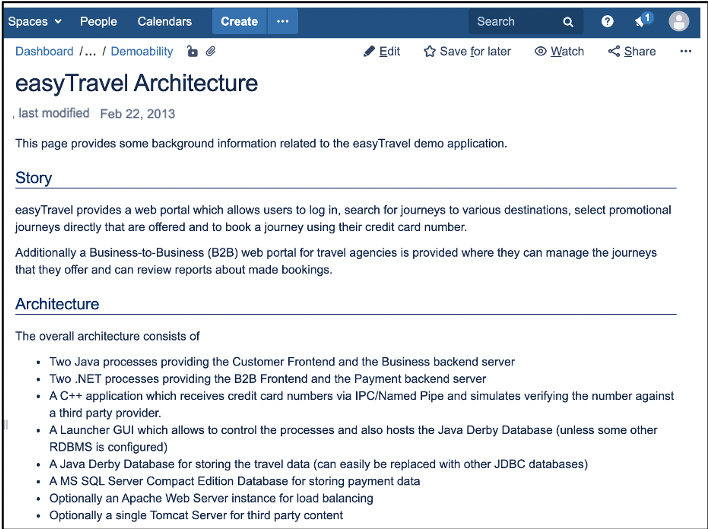 Spaces People Calendars Create ••• Search ? 1
Dashboard /... / Demoability Edit Save for later Watch Share •••
easyTravel Architecture
, last modified Feb 22, 2013
This page provides some background information related to the easyTravel demo application.
Story
easyTravel provides a web portal which allows users to log in, search for journeys to various destinations, select promotional
journeys directly that are offered and to book a journey using their credit card number.
Additionally a Business-to-Business (B2B) web portal for travel agencies is provided where they can manage the journeys
that they offer and can review reports about made bookings.
Architecture
The overall architecture consists of
• Two Java processes providing the Customer Frontend and the Business backend server
• Two .NET processes providing the B2B Frontend and the Payment backend server
• A C++ application which receives credit card numbers via IPC/Named Pipe and simulates verifying the number against
a third party provider.
• A Launcher GUI which allows to control the processes and also hosts the Java Derby Database (unless some other
RDBMS is configured)
• A Java Derby Database for storing the travel data (can easily be replaced with other JDBC databases)
• A MS SQL Server Compact Edition Database for storing payment data
• Optionally an Apache Web Server instance for load balancing
• Optionally a single Tomcat Server for third party content